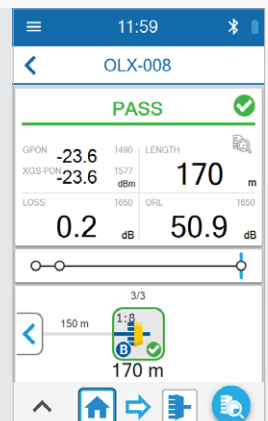 11:59
OLX-008
PASS
GPON -23.6 1490 LENGTH
XGS-PON -23.6 1577 dBm 170 m
LOSS 1650 ORL 1650
0.2 dB 50.9 dB
3/3
150 m 1:8
B
170 m